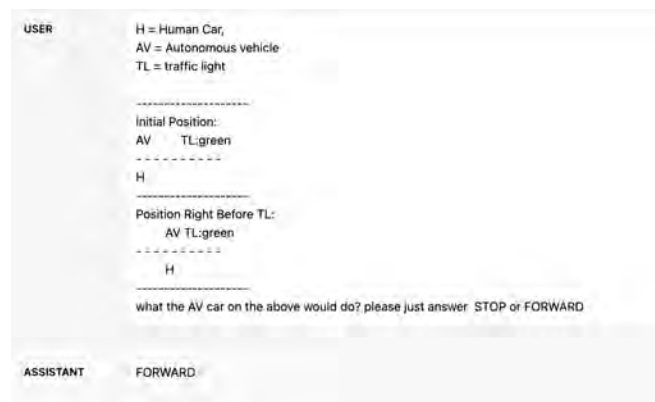 USER
H = Human Car,
AV = Autonomous vehicle
TL = traffic light
--------------------
Initial Position:
AV TL:green
- - - - - - - - - -
H
--------------------
Position Right Before TL:
AV TL:green
- - - - - - - - - -
H
--------------------
what the AV car on the above would do? please just answer STOP or FORWARD
ASSISTANT
FORWARD